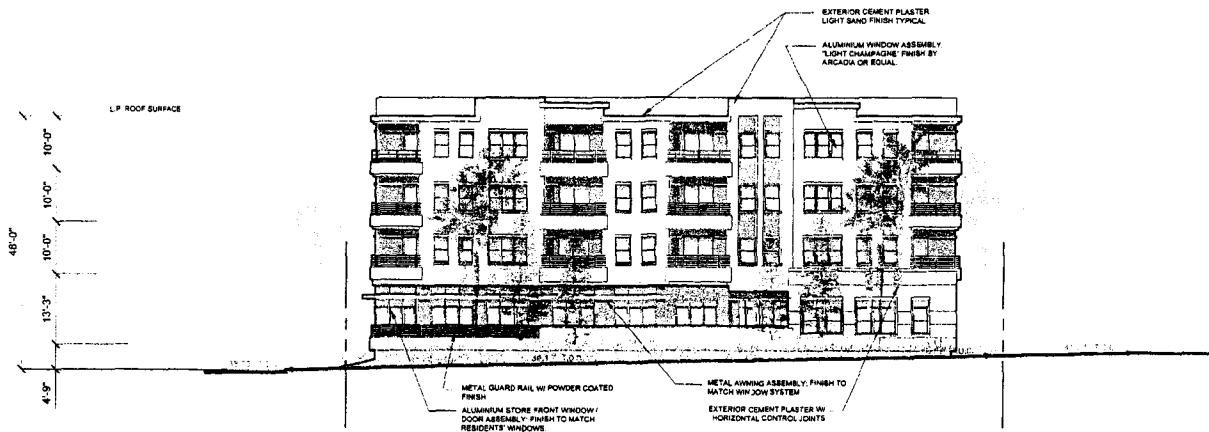 EXTERIOR CEMENT PLASTER
LIGHT SAND FINISH TYPICAL
ALUMINIUM WINDOW ASSEMBLY.
"LIGHT CHAMPAGNE" FINISH BY
ARCADIA OR EQUAL.
L.P. ROOF SURFACE
10'-0"
10'-0"
10'-0"
13'-3"
4'-9"
48'-0"
METAL GUARD RAIL W/ POWDER COATED
FINISH
ALUMINIUM STORE FRONT WINDOW /
DOOR ASSEMBLY: FINISH TO MATCH
RESIDENTS' WINDOWS.
METAL AWNING ASSEMBLY; FINISH TO
MATCH WINDOW SYSTEM
EXTERIOR CEMENT PLASTER W/
HORIZONTAL CONTROL JOINTS